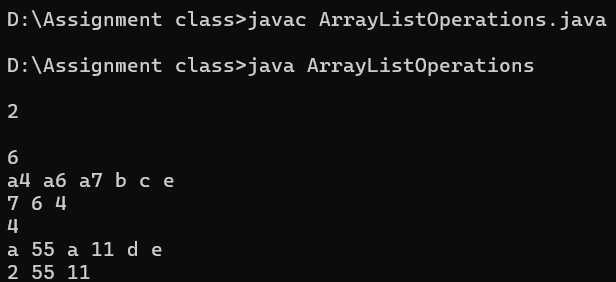 D:\Assignment class>javac ArrayListOperations.java
D:\Assignment class>java ArrayListOperations
2
6
a4 a6 a7 b c e
7 6 4
4
a 55 a 11 d e
2 55 11